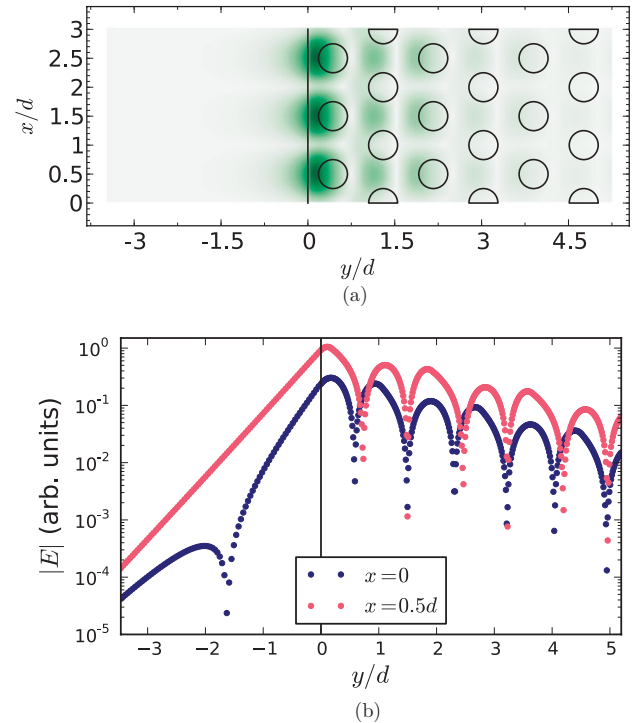 3
2.5
2
1.5
1
0.5
0
x/d
-3 -1.5 0 1.5 3 4.5
y/d
(a)
10^0
10^-1
10^-2
10^-3
10^-4
10^-5
|E| (arb. units)
x=0
x=0.5d
−3 −2 −1 0 1 2 3 4 5
y/d
(b)